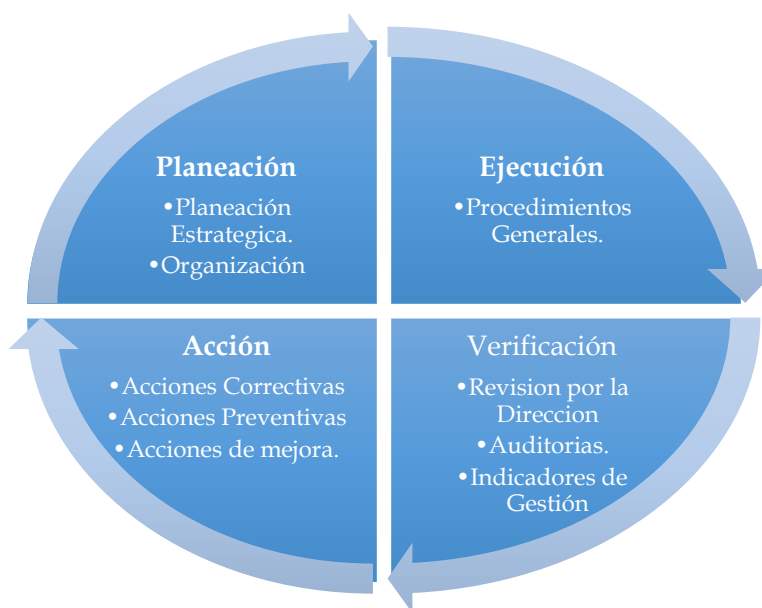 Planeación
•Planeación
Estrategica.
•Organización
Ejecución
•Procedimientos
Generales.
Acción
•Acciones Correctivas
•Acciones Preventivas
•Acciones de mejora.
Verificación
•Revision por la
Direccion
•Auditorias.
•Indicadores de
Gestión